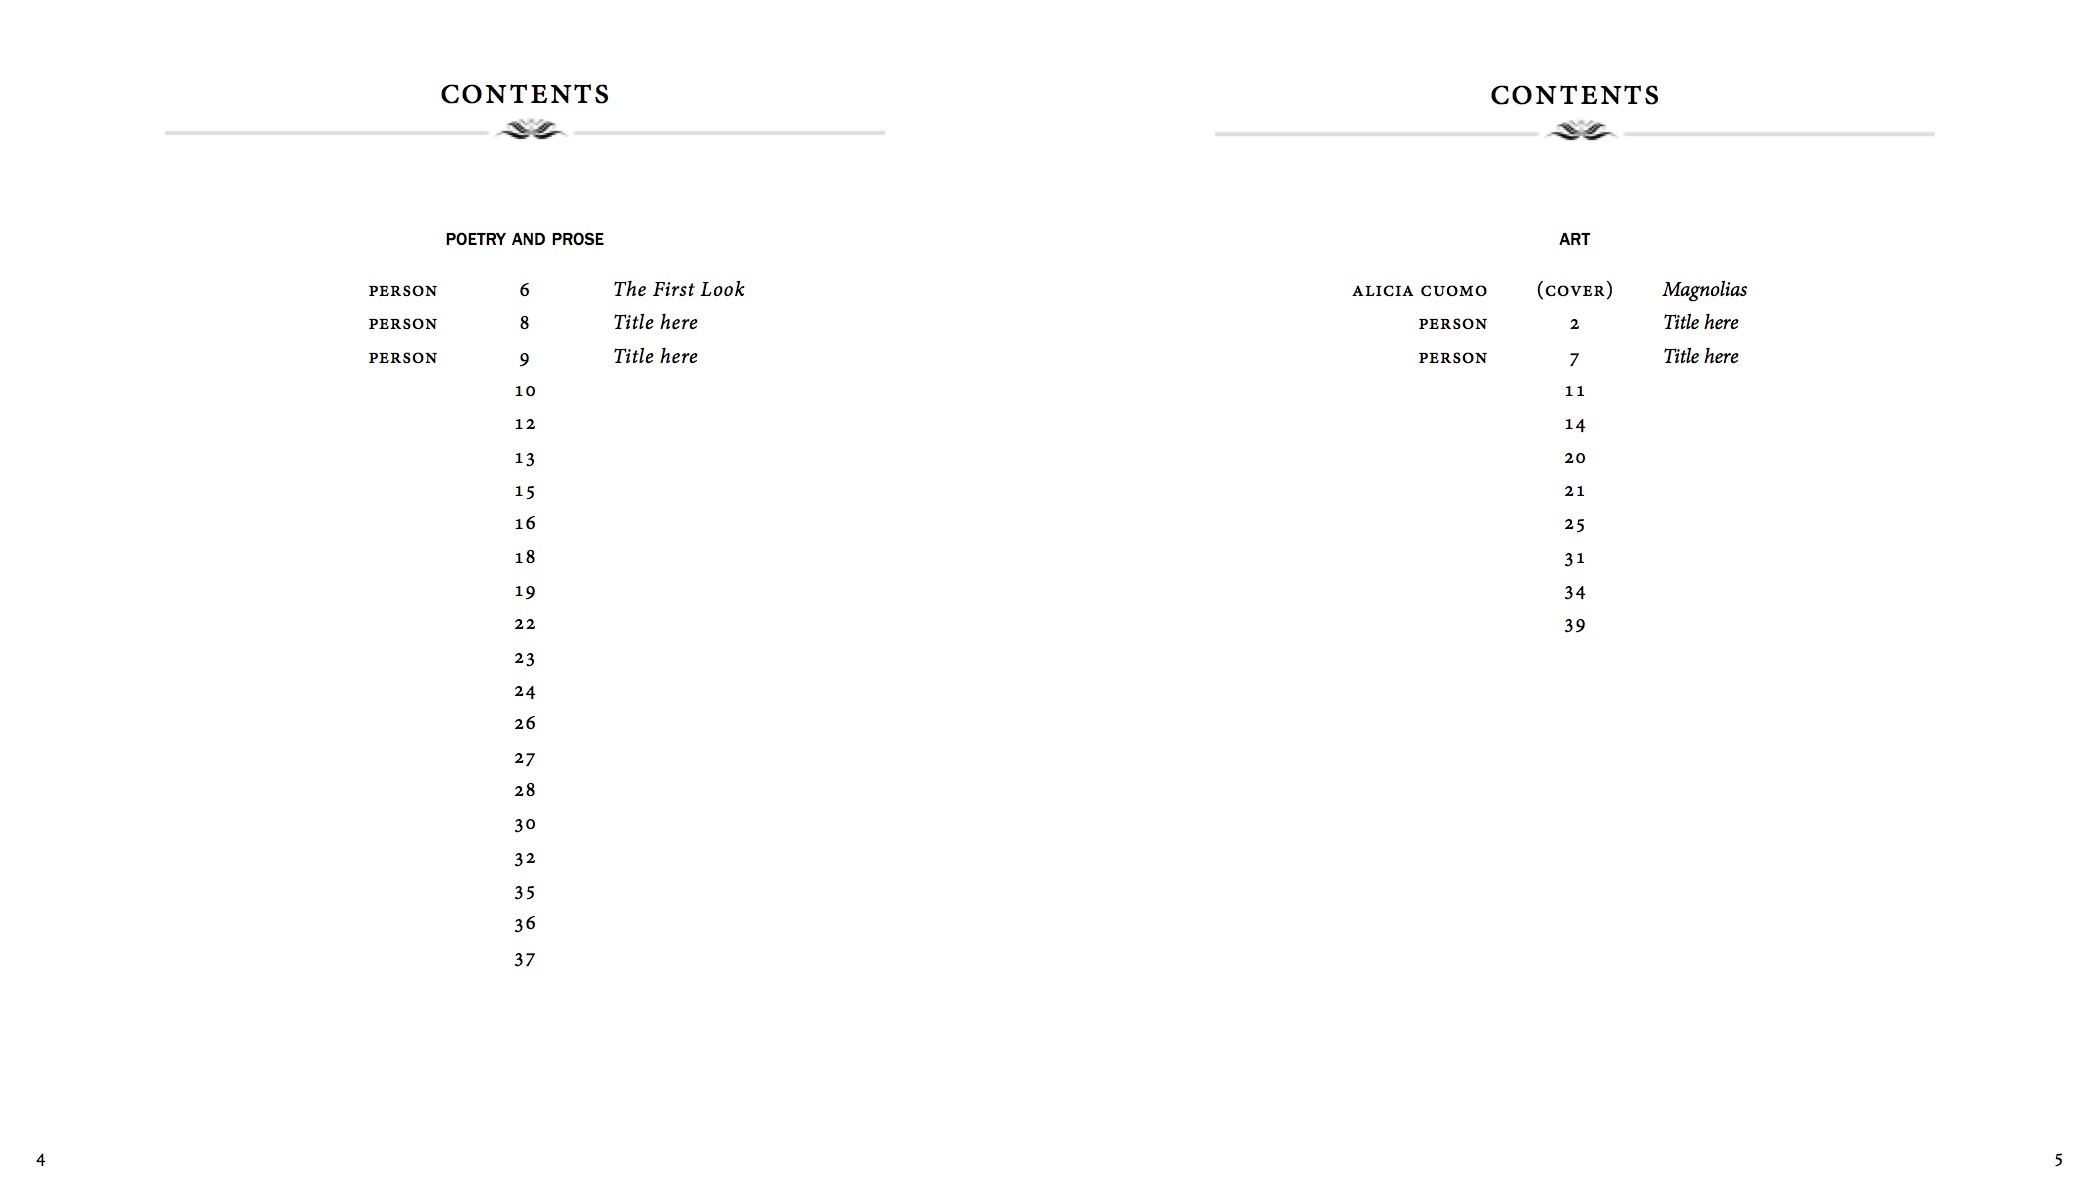 CONTENTS
POETRY AND PROSE
PERSON 6 The First Look
PERSON 8 Title here
PERSON 9 Title here
10
12
13
15
16
18
19
22
23
24
26
27
28
30
32
35
36
37
4
CONTENTS
ART
ALICIA CUOMO (COVER) Magnolias
PERSON 2 Title here
PERSON 7 Title here
11
14
20
21
25
31
34
39
5